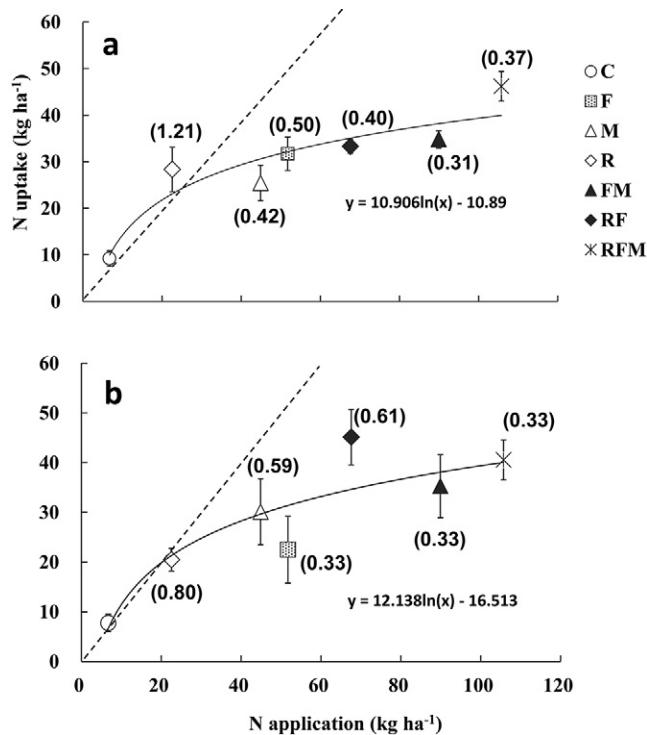 60
a
(0.37)
C
50
F
(1.21)
(0.50)
(0.40)
M
40
R
30
FM
(0.31)
RF
20
(0.42)
y = 10.906ln(x) - 10.89
RFM
10
0
N uptake (kg ha⁻¹)
60
b
(0.61)
(0.33)
50
(0.59)
40
30
(0.33)
(0.33)
20
(0.80)
y = 12.138ln(x) - 16.513
10
0
0 20 40 60 80 100 120
N application (kg ha⁻¹)